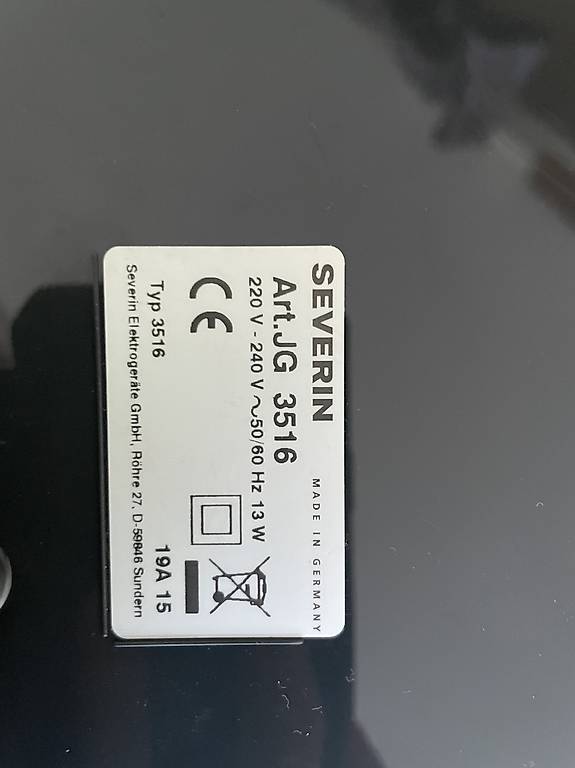 SEVERIN MADE IN GERMANY
Art.JG 3516
220 V - 240 V ~50/60 Hz 13 W
CE
Typ 3516 19A 15
Severin Elektrogeräte GmbH, Röhre 27, D-59846 Sundern